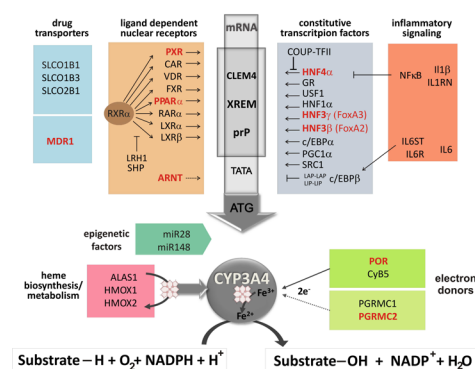 drug
transporters
ligand dependent
nuclear receptors
mRNA
constitutive
transcritpion factors
inflammatory
signaling
SLCO1B1
SLCO1B3
SLCO2B1
MDR1
RXRα
PXR
CAR
VDR
FXR
PPARα
RARα
LXRα
LXRβ
LRH1
SHP
ARNT
CLEM4
XREM
prP
TATA
ATG
COUP-TFII
HNF4α
GR
USF1
HNF1α
HNF3γ (FoxA3)
HNF3β (FoxA2)
c/EBPα
PGC1α
SRC1
LAP-LAP
LIP-LIP
c/EBPβ
NFκB
Il1β
IL1RN
IL6ST
IL6R
IL6
epigenetic
factors
miR28
miR148
heme
biosynthesis/
metabolism
ALAS1
HMOX1
HMOX2
CYP3A4
Fe3+
Fe2+
2e-
POR
CyB5
PGRMC1
PGRMC2
electron
donors
Substrate–H + O2+ NADPH + H+
Substrate–OH + NADP+ + H2O